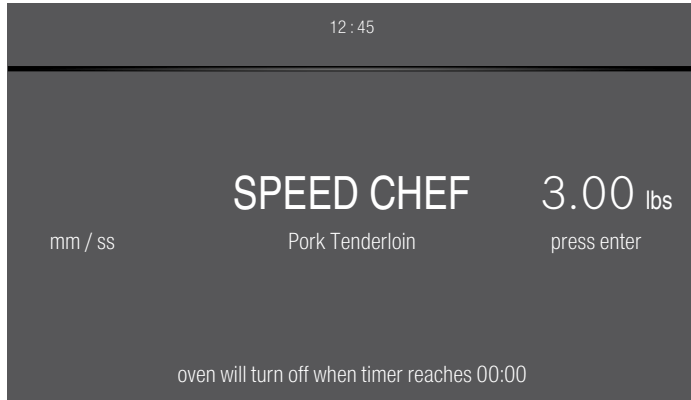 12 : 45
SPEED CHEF 3.00 lbs
mm / ss Pork Tenderloin press enter
oven will turn off when timer reaches 00:00